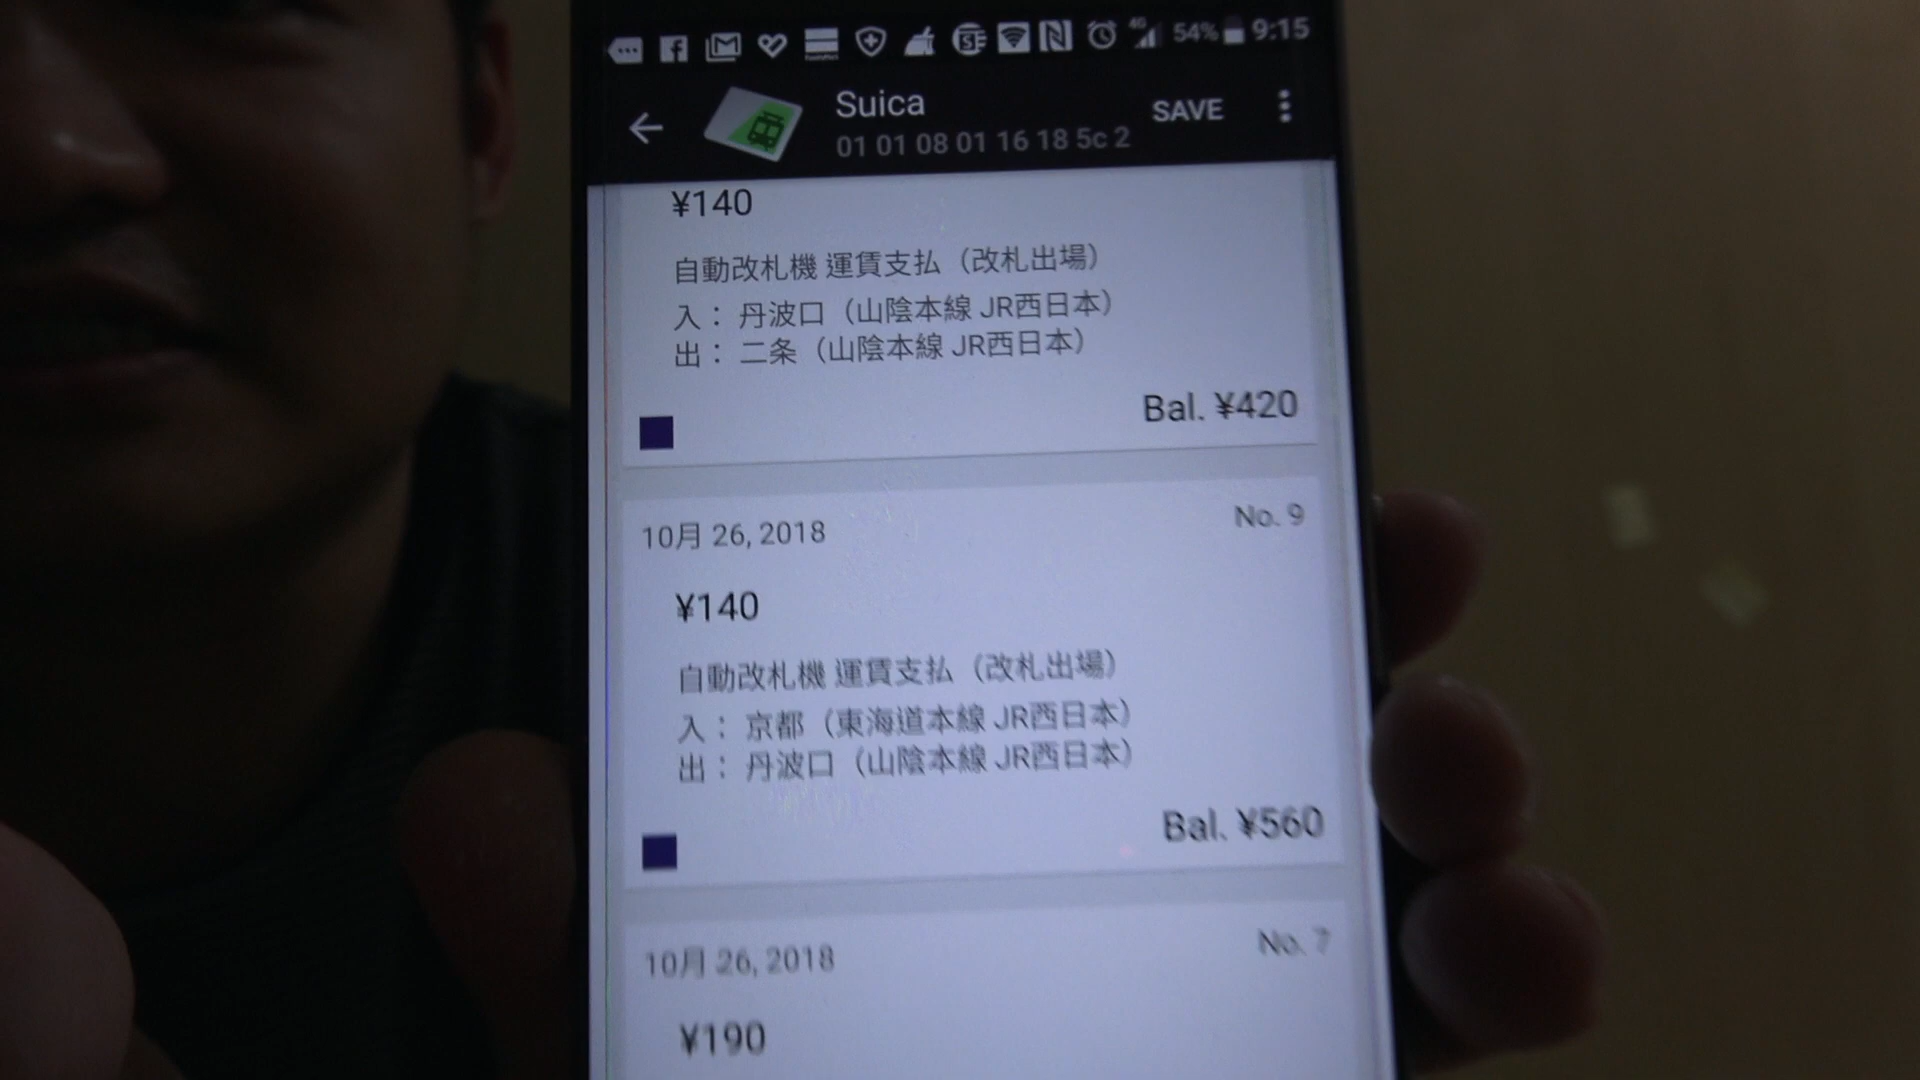 54% 9:15
Suica
01 01 08 01 16 18 5c 2
SAVE
¥140
自動改札機 運賃支払（改札出場）
入： 丹波口（山陰本線 JR西日本）
出： 二条（山陰本線 JR西日本）
Bal. ¥420
10月 26, 2018
No. 9
¥140
自動改札機 運賃支払（改札出場）
入： 京都（東海道本線 JR西日本）
出： 丹波口（山陰本線 JR西日本）
Bal. ¥560
10月 26, 2018
No. 7
¥190